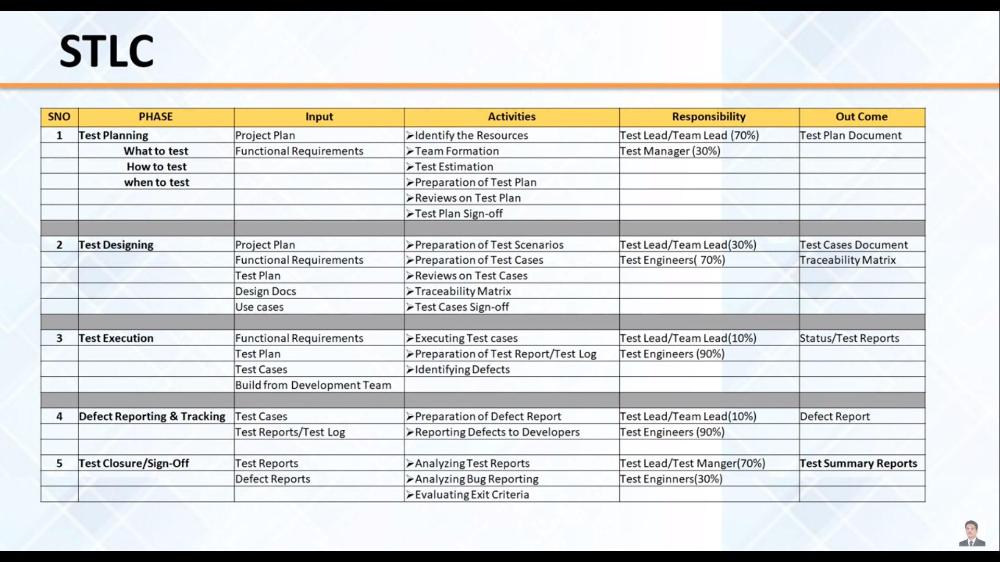 STLC
SNO PHASE Input Activities Responsibility Out Come
1 Test Planning Project Plan ➢Identify the Resources Test Lead/Team Lead (70%) Test Plan Document
What to test Functional Requirements ➢Team Formation Test Manager (30%)
How to test ➢Test Estimation
when to test ➢Preparation of Test Plan
➢Reviews on Test Plan
➢Test Plan Sign-off
2 Test Designing Project Plan ➢Preparation of Test Scenarios Test Lead/Team Lead(30%) Test Cases Document
Functional Requirements ➢Preparation of Test Cases Test Engineers( 70%) Traceability Matrix
Test Plan ➢Reviews on Test Cases
Design Docs ➢Traceability Matrix
Use cases ➢Test Cases Sign-off
3 Test Execution Functional Requirements ➢Executing Test cases Test Lead/Team Lead(10%) Status/Test Reports
Test Plan ➢Preparation of Test Report/Test Log Test Engineers (90%)
Test Cases ➢Identifying Defects
Build from Development Team
4 Defect Reporting & Tracking Test Cases ➢Preparation of Defect Report Test Lead/Team Lead(10%) Defect Report
Test Reports/Test Log ➢Reporting Defects to Developers Test Engineers (90%)
5 Test Closure/Sign-Off Test Reports ➢Analyzing Test Reports Test Lead/Test Manger(70%) Test Summary Reports
Defect Reports ➢Analyzing Bug Reporting Test Enginners(30%)
➢Evaluating Exit Criteria